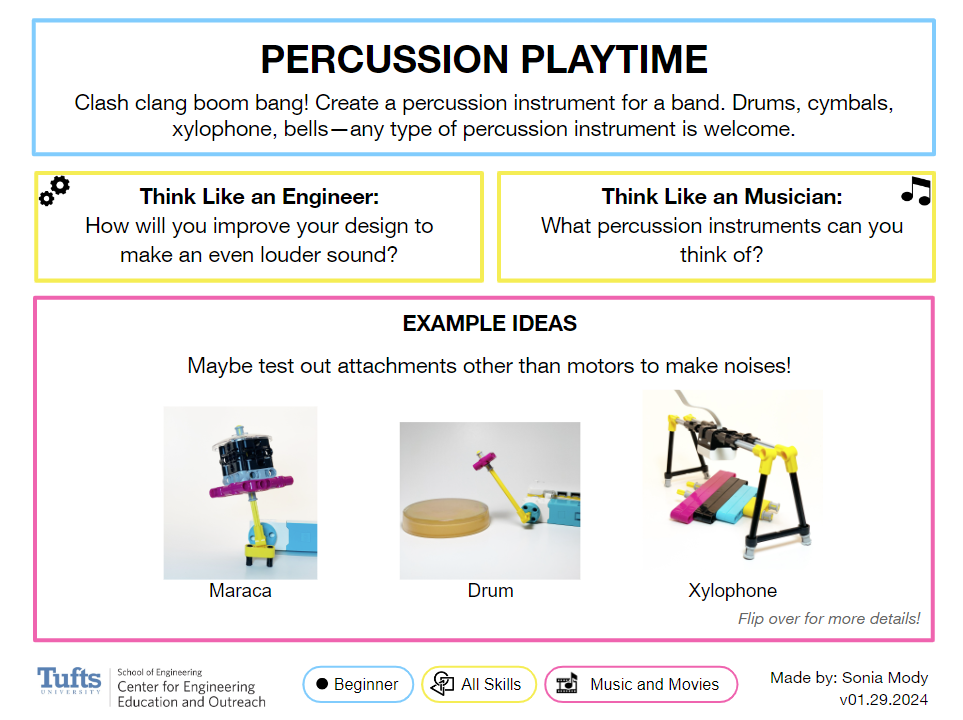 PERCUSSION PLAYTIME
Clash clang boom bang! Create a percussion instrument for a band. Drums, cymbals,
xylophone, bells—any type of percussion instrument is welcome.
Think Like an Engineer:
How will you improve your design to
make an even louder sound?
Think Like an Musician:
What percussion instruments can you
think of?
EXAMPLE IDEAS
Maybe test out attachments other than motors to make noises!
Maraca
Drum
Xylophone
Flip over for more details!
Tufts
UNIVERSITY
School of Engineering
Center for Engineering
Education and Outreach
Beginner
All Skills
Music and Movies
Made by: Sonia Mody
v01.29.2024